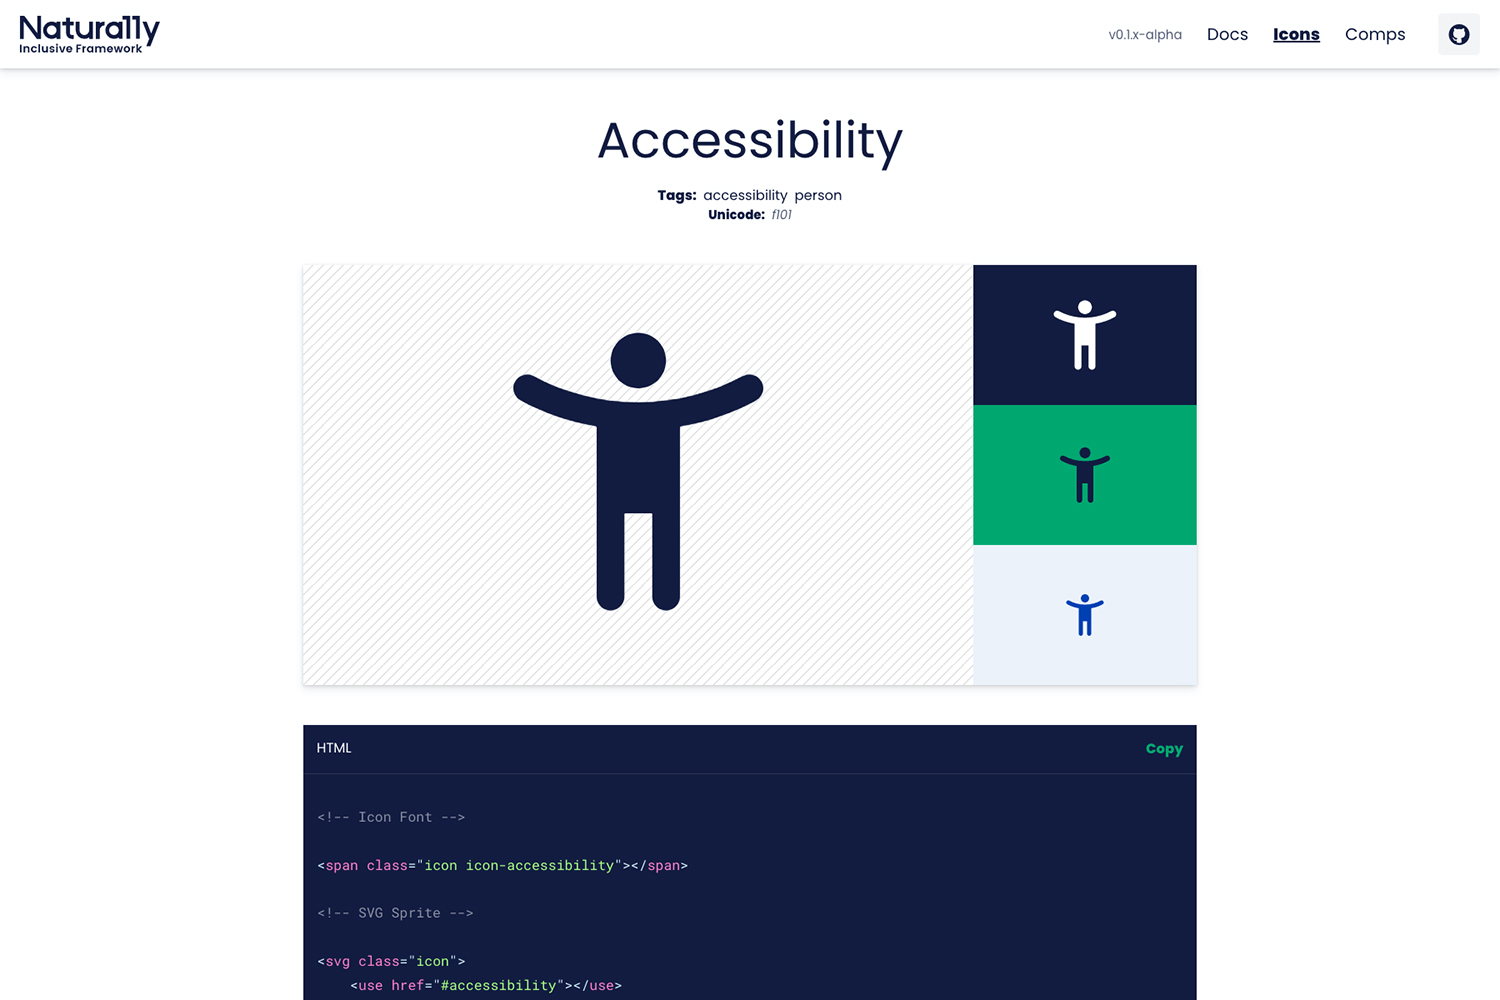 Natura11y
Inclusive Framework
v0.1.x-alpha Docs Icons Comps
Accessibility
Tags: accessibility person
Unicode: f101
HTML
Copy
<!-- Icon Font -->
<span class="icon icon-accessibility"></span>
<!-- SVG Sprite -->
<svg class="icon">
<use href="#accessibility"></use>